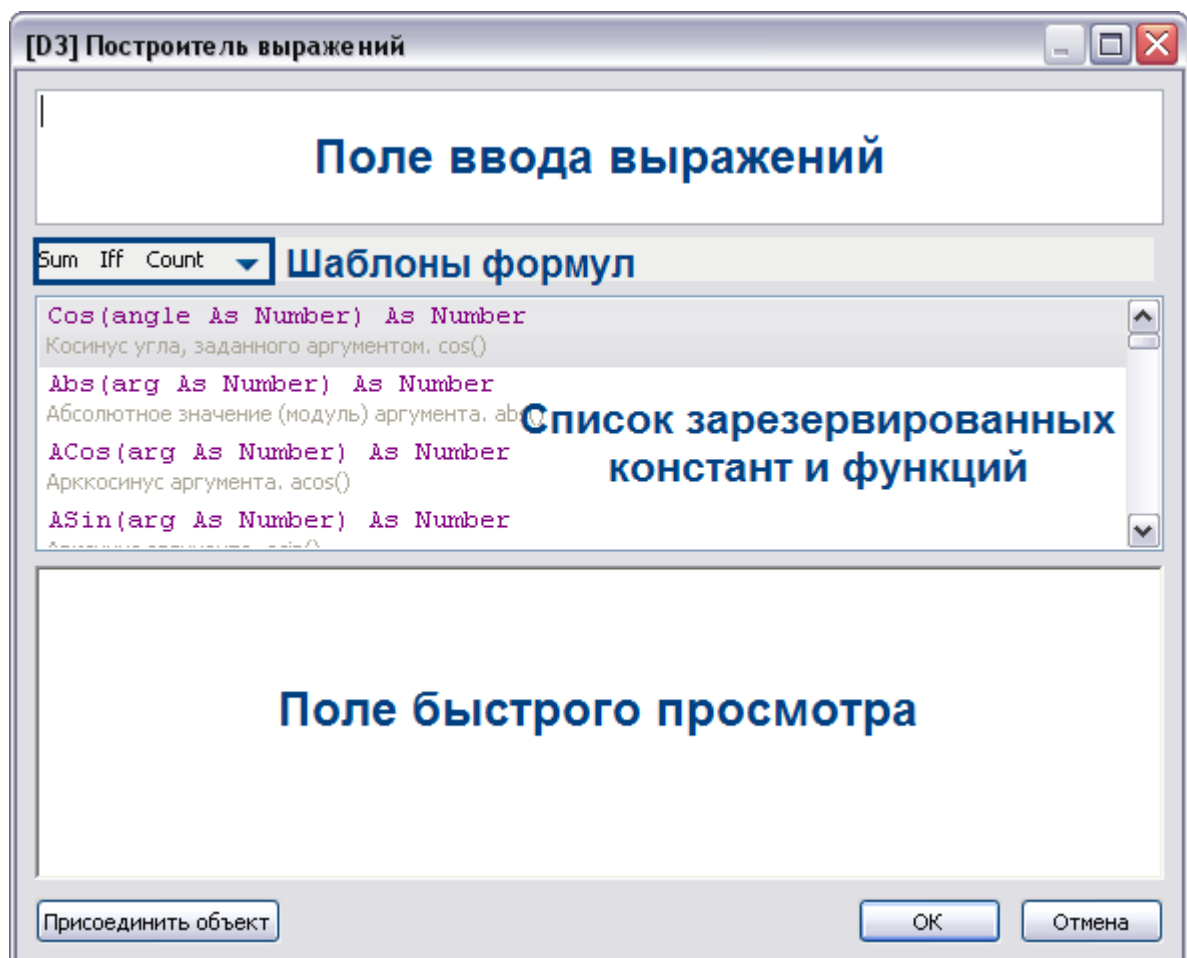 [D3] Построитель выражений
Поле ввода выражений
Sum Iff Count
Шаблоны формул
Cos(angle As Number) As Number
Косинус угла, заданного аргументом. cos()
Abs(arg As Number) As Number
Абсолютное значение (модуль) аргумента. abs()
Список зарезервированных
констант и функций
ACos(arg As Number) As Number
Арккосинус аргумента. acos()
ASin(arg As Number) As Number
Поле быстрого просмотра
Присоединить объект
OK
Отмена